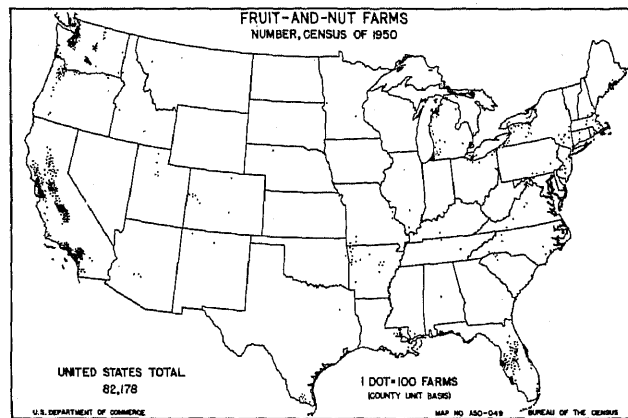 FRUIT-AND-NUT FARMS
NUMBER, CENSUS OF 1950
UNITED STATES TOTAL
82,178
1 DOT=100 FARMS
(COUNTY UNIT BASIS)
U.S. DEPARTMENT OF COMMERCE
MAP NO A50-049
BUREAU OF THE CENSUS